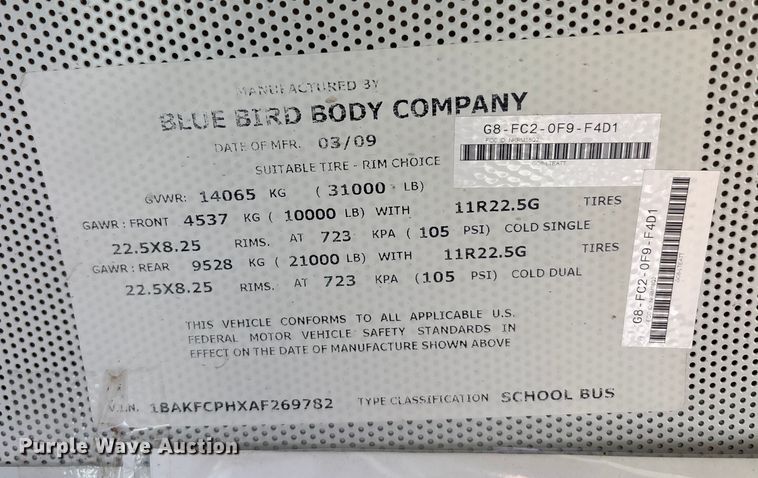 MANUFACTURED BY
BLUE BIRD BODY COMPANY
DATE OF MFR. 03/09
SUITABLE TIRE - RIM CHOICE
GVWR: 14065 KG ( 31000 LB)
GAWR : FRONT 4537 KG ( 10000 LB) WITH 11R22.5G TIRES
22.5X8.25 RIMS. AT 723 KPA ( 105 PSI) COLD SINGLE
GAWR : REAR 9528 KG ( 21000 LB) WITH 11R22.5G TIRES
22.5X8.25 RIMS. AT 723 KPA (105 PSI) COLD DUAL
THIS VEHICLE CONFORMS TO ALL APPLICABLE U.S.
FEDERAL MOTOR VEHICLE SAFETY STANDARDS IN
EFFECT ON THE DATE OF MANUFACTURE SHOWN ABOVE
V.I.N. 1BAKFCPHXAF269782 TYPE CLASSIFICATION SCHOOL BUS
G8-FC2-0F9-F4D1
FCC ID
G8-FC2-0F9-F4D1
Purple Wave Auction